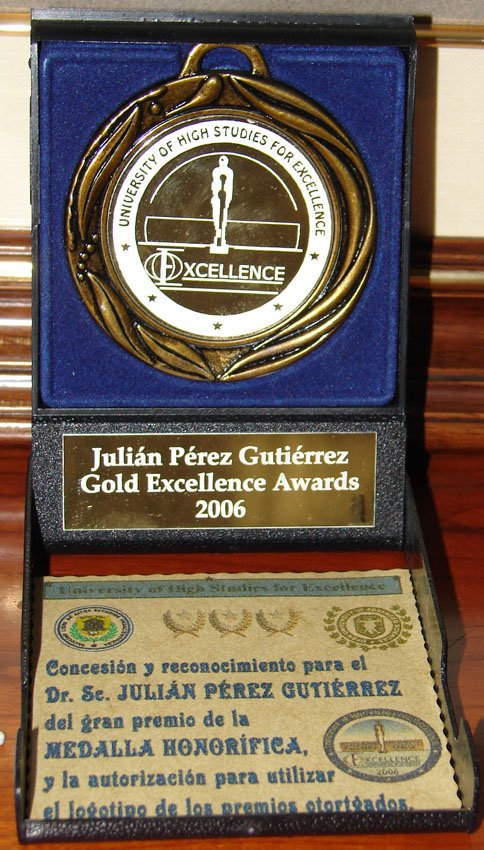 UNIVERSITY OF HIGH STUDIES FOR EXCELLENCE
EXCELLENCE
Julián Pérez Gutiérrez
Gold Excellence Awards
2006
University of High Studies for Excellence
Concesión y reconocimiento para el
Dr. Sc. JULIÁN PÉREZ GUTIÉRREZ
del gran premio de la
MEDALLA HONORÍFICA,
y la autorización para utilizar
el logotipo de los premios otortgados.
EXCELLENCE
2006